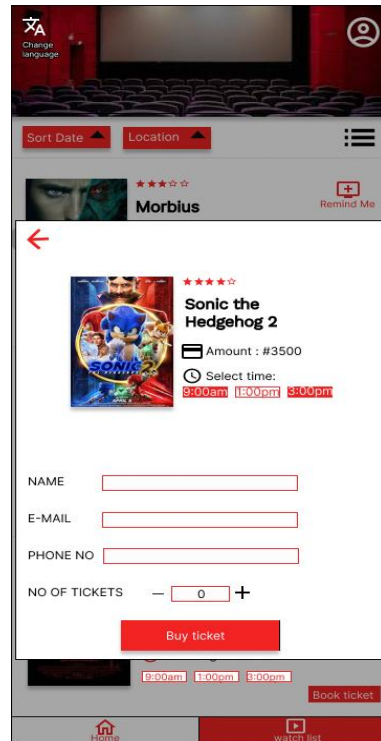 Change
language
Sort Date
Location
Morbius
Remind Me
Sonic the
Hedgehog 2
Amount : #3500
Select time:
9:00am 1:00pm 3:00pm
SONIC 2
NAME
E-MAIL
PHONE NO
NO OF TICKETS
0
Buy ticket
9:00am 1:00pm 3:00pm
Book ticket
Home
watch list